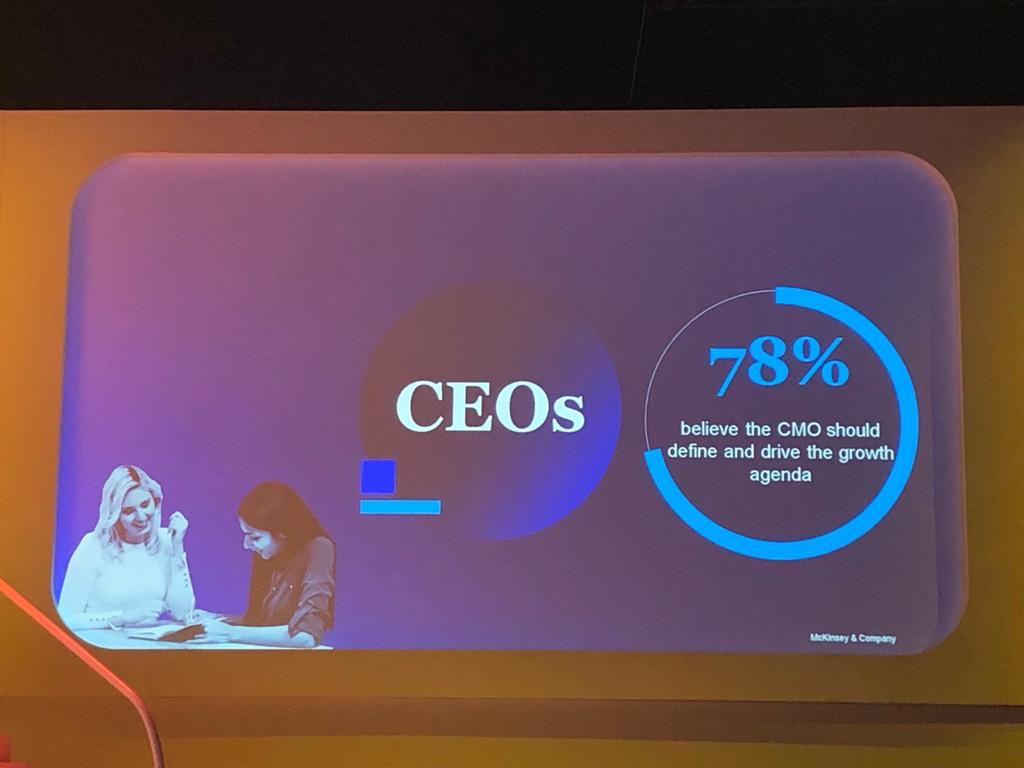 CEOs
78%
believe the CMO should
define and drive the growth
agenda
McKinsey & Company